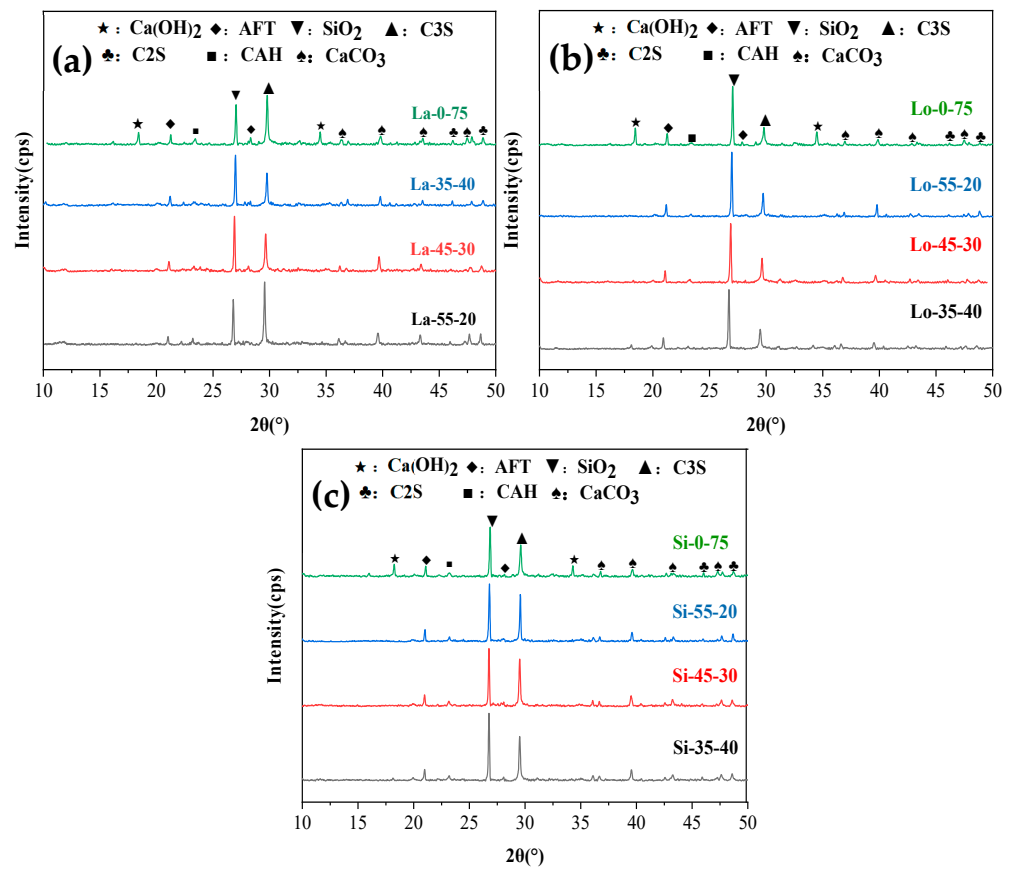 ★ : Ca(OH)2 ◆ : AFT ▼ : SiO2 ▲ : C3S
♣ : C2S ■ : CAH ♠ : CaCO3
(a)
La-0-75
La-35-40
La-45-30
La-55-20
Intensity(cps)
10 15 20 25 30 35 40 45 50
2θ(°)
★ : Ca(OH)2 ◆ : AFT ▼ : SiO2 ▲ : C3S
♣ : C2S ■ : CAH ♠ : CaCO3
(b)
Lo-0-75
Lo-55-20
Lo-45-30
Lo-35-40
Intensity(cps)
10 15 20 25 30 35 40 45 50
2θ(°)
★ : Ca(OH)2 ◆ : AFT ▼ : SiO2 ▲ : C3S
♣ : C2S ■ : CAH ♠ : CaCO3
(c)
Si-0-75
Si-55-20
Si-45-30
Si-35-40
Intensity(cps)
10 15 20 25 30 35 40 45 50
2θ(°)